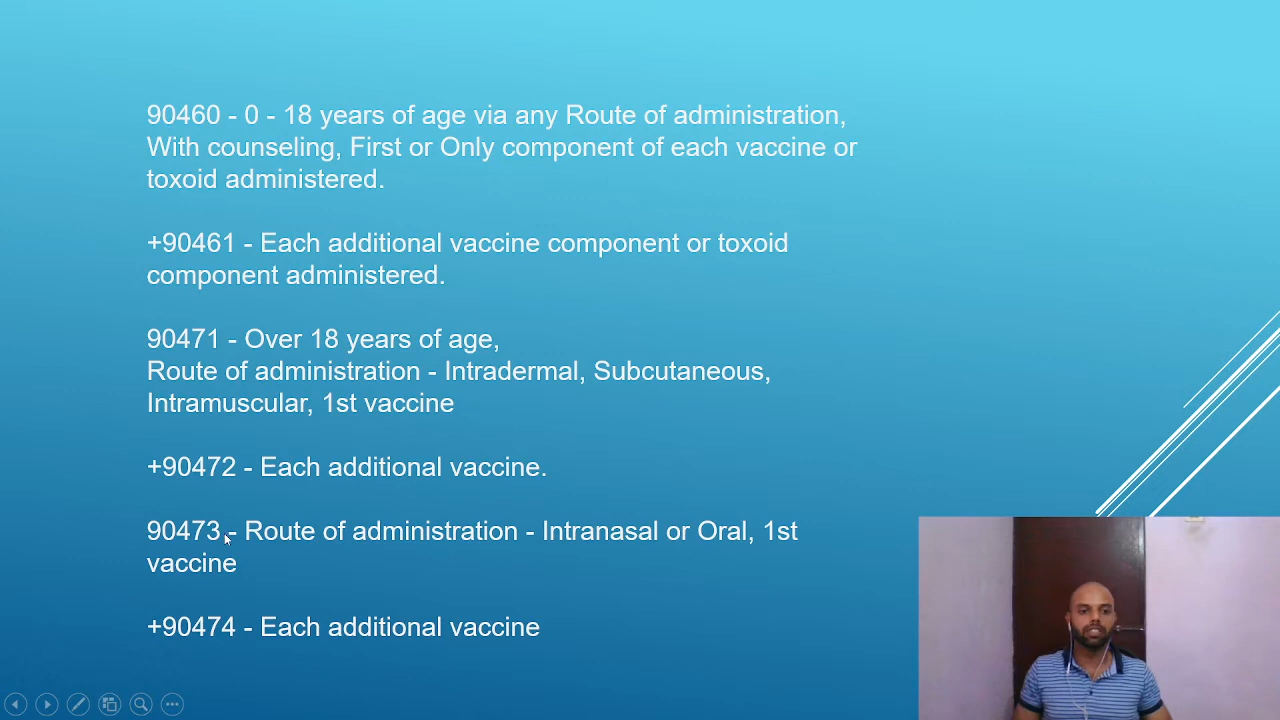 90460 - 0 - 18 years of age via any Route of administration,
With counseling, First or Only component of each vaccine or
toxoid administered.
+90461 - Each additional vaccine component or toxoid
component administered.
90471 - Over 18 years of age,
Route of administration - Intradermal, Subcutaneous,
Intramuscular, 1st vaccine
+90472 - Each additional vaccine.
90473 - Route of administration - Intranasal or Oral, 1st
vaccine
+90474 - Each additional vaccine